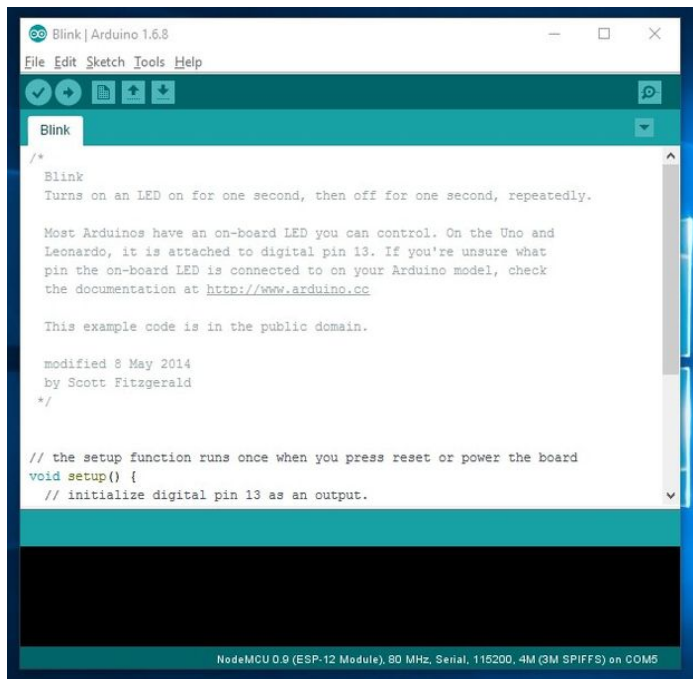 Blink | Arduino 1.6.8
File Edit Sketch Tools Help
Blink
/*
Blink
Turns on an LED on for one second, then off for one second, repeatedly.
Most Arduinos have an on-board LED you can control. On the Uno and
Leonardo, it is attached to digital pin 13. If you're unsure what
pin the on-board LED is connected to on your Arduino model, check
the documentation at http://www.arduino.cc
This example code is in the public domain.
modified 8 May 2014
by Scott Fitzgerald
*/
// the setup function runs once when you press reset or power the board
void setup() {
// initialize digital pin 13 as an output.
NodeMCU 0.9 (ESP-12 Module), 80 MHz, Serial, 115200, 4M (3M SPIFFS) on COM5